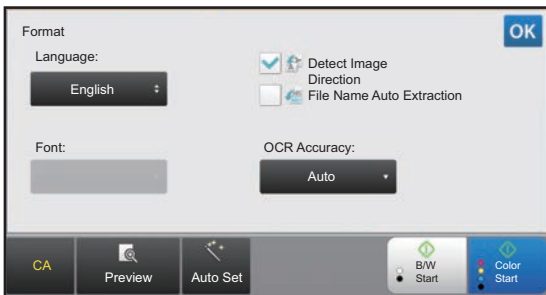 Format
OK
Language:
English
Detect Image
Direction
File Name Auto Extraction
Font:
OCR Accuracy:
Auto
CA
Preview
Auto Set
B/W
Start
Color
Start